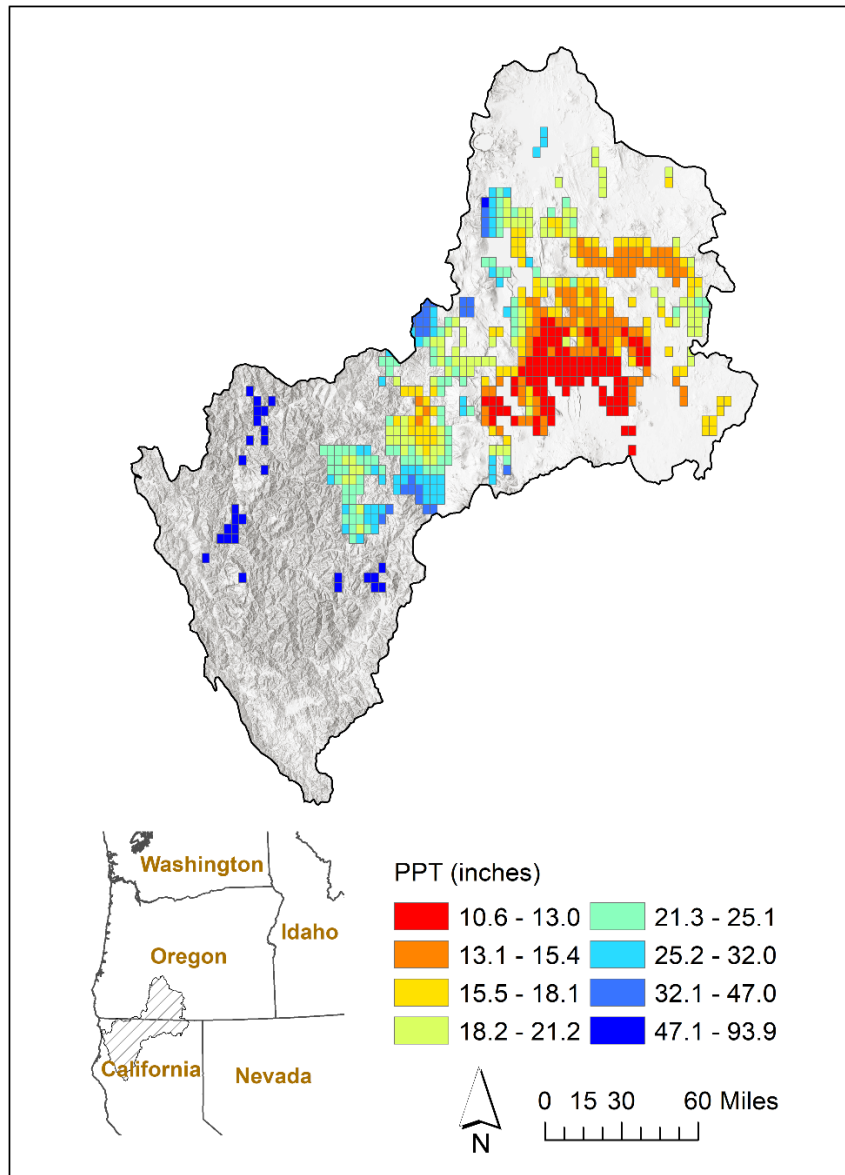 Washington
Idaho
Oregon
California
Nevada
PPT (inches)
10.6 - 13.0
13.1 - 15.4
15.5 - 18.1
18.2 - 21.2
21.3 - 25.1
25.2 - 32.0
32.1 - 47.0
47.1 - 93.9
N
0 15 30 60 Miles